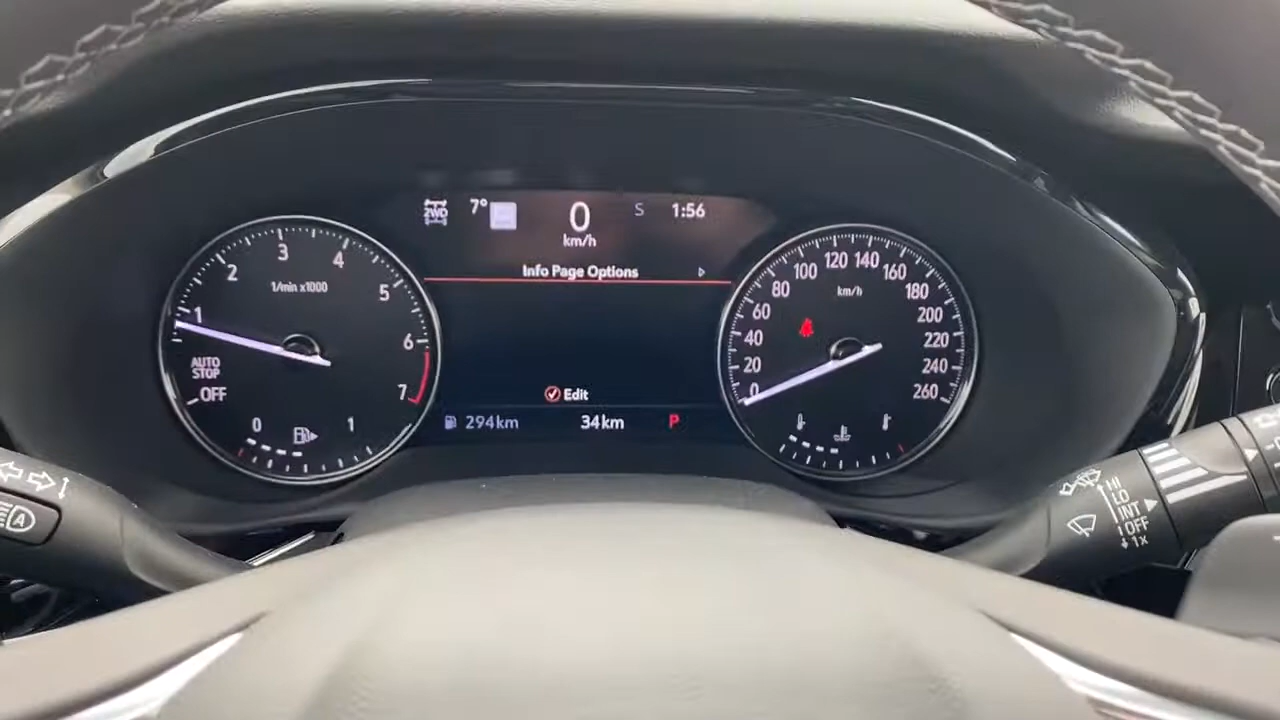 2WD 7° 0 S 1:56
km/h
Info Page Options
Edit
294km 34km P
1 2 3 4 5 6 7
1/min x1000
AUTO
STOP
OFF
0 1
0 20 40 60 80 100 120 140 160 180 200 220 240 260
km/h
A
HI
LO
INT
OFF
1x